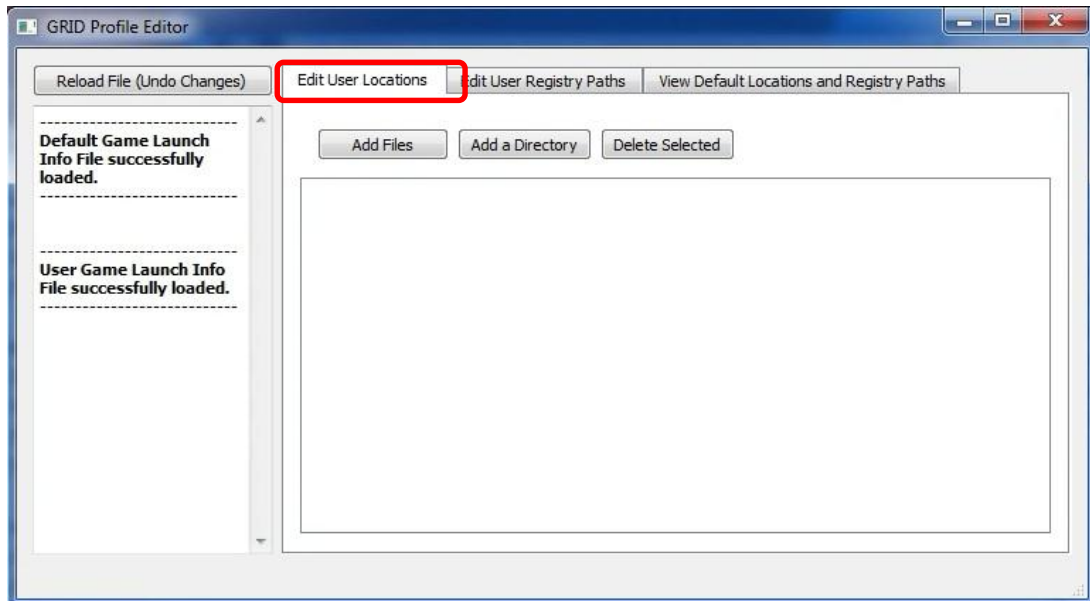 GRID Profile Editor
Reload File (Undo Changes)
Edit User Locations
Edit User Registry Paths
View Default Locations and Registry Paths
Add Files
Add a Directory
Delete Selected
----------------------------
Default Game Launch
Info File successfully
loaded.
----------------------------
----------------------------
User Game Launch Info
File successfully loaded.
----------------------------